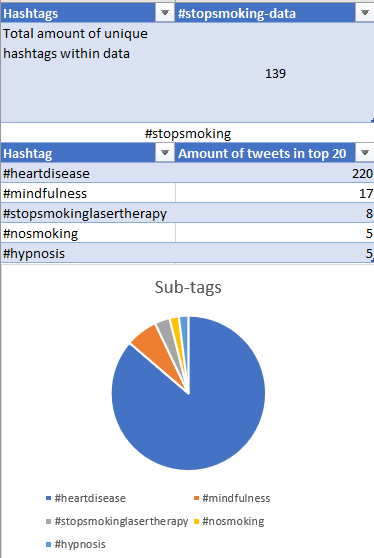 Hashtags #stopsmoking-data
Total amount of unique
hashtags within data
139
#stopsmoking
Hashtag Amount of tweets in top 20
#heartdisease 220
#mindfulness 17
#stopsmokinglasertherapy 8
#nosmoking 5
#hypnosis 5
Sub-tags
#heartdisease #mindfulness
#stopsmokinglasertherapy #nosmoking
#hypnosis